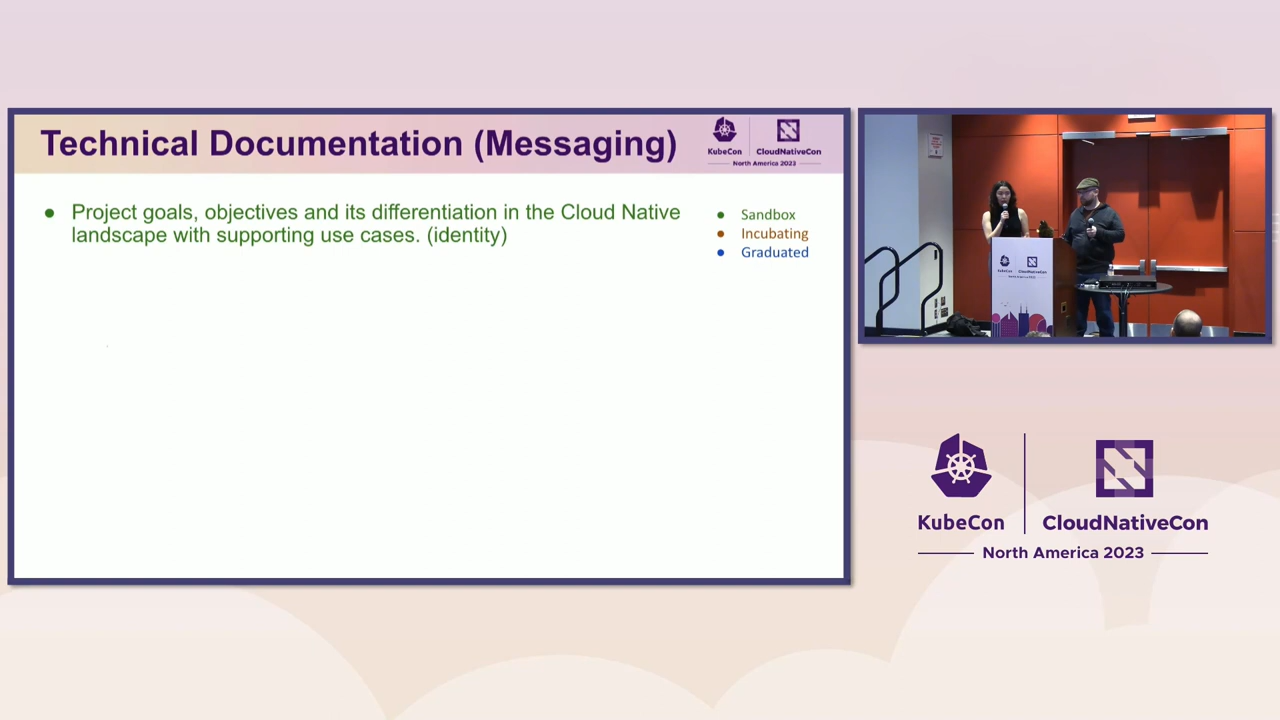 Technical Documentation (Messaging)
KubeCon
CloudNativeCon
North America 2023
● Project goals, objectives and its differentiation in the Cloud Native
landscape with supporting use cases. (identity)
● Sandbox
● Incubating
● Graduated
KubeCon
CloudNativeCon
North America 2023